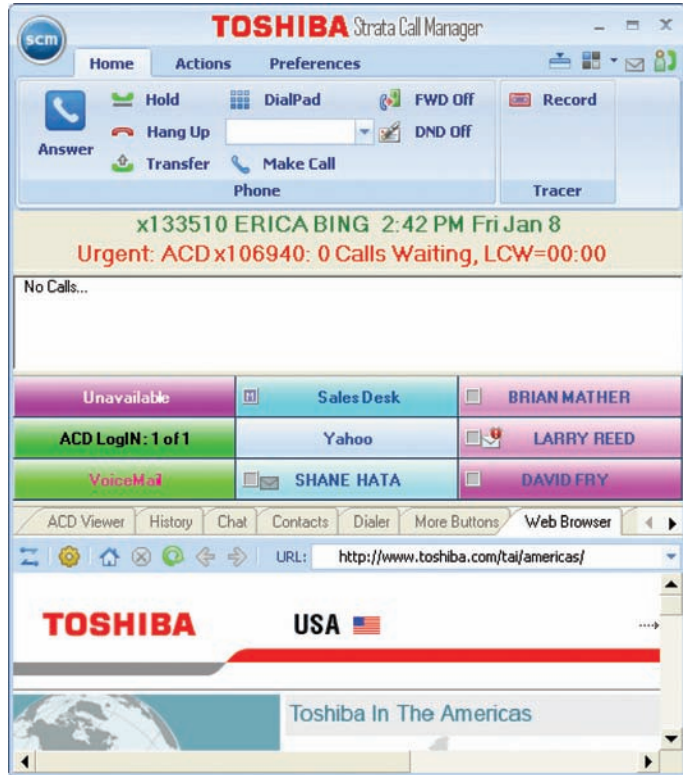 scm TOSHIBA Strata Call Manager
Home Actions Preferences
Answer
Hold DialPad FWD Off Record
Hang Up DND Off
Transfer Make Call
Phone Tracer
x133510 ERICA BING 2:42 PM Fri Jan 8
Urgent: ACD x106940: 0 Calls Waiting, LCW=00:00
No Calls...
Unavailable Sales Desk BRIAN MATHER
ACD LogIN: 1 of 1 Yahoo LARRY REED
VoiceMail SHANE HATA DAVID FRY
ACD Viewer History Chat Contacts Dialer More Buttons Web Browser
URL: http://www.toshiba.com/tai/americas/
TOSHIBA USA
Toshiba In The Americas